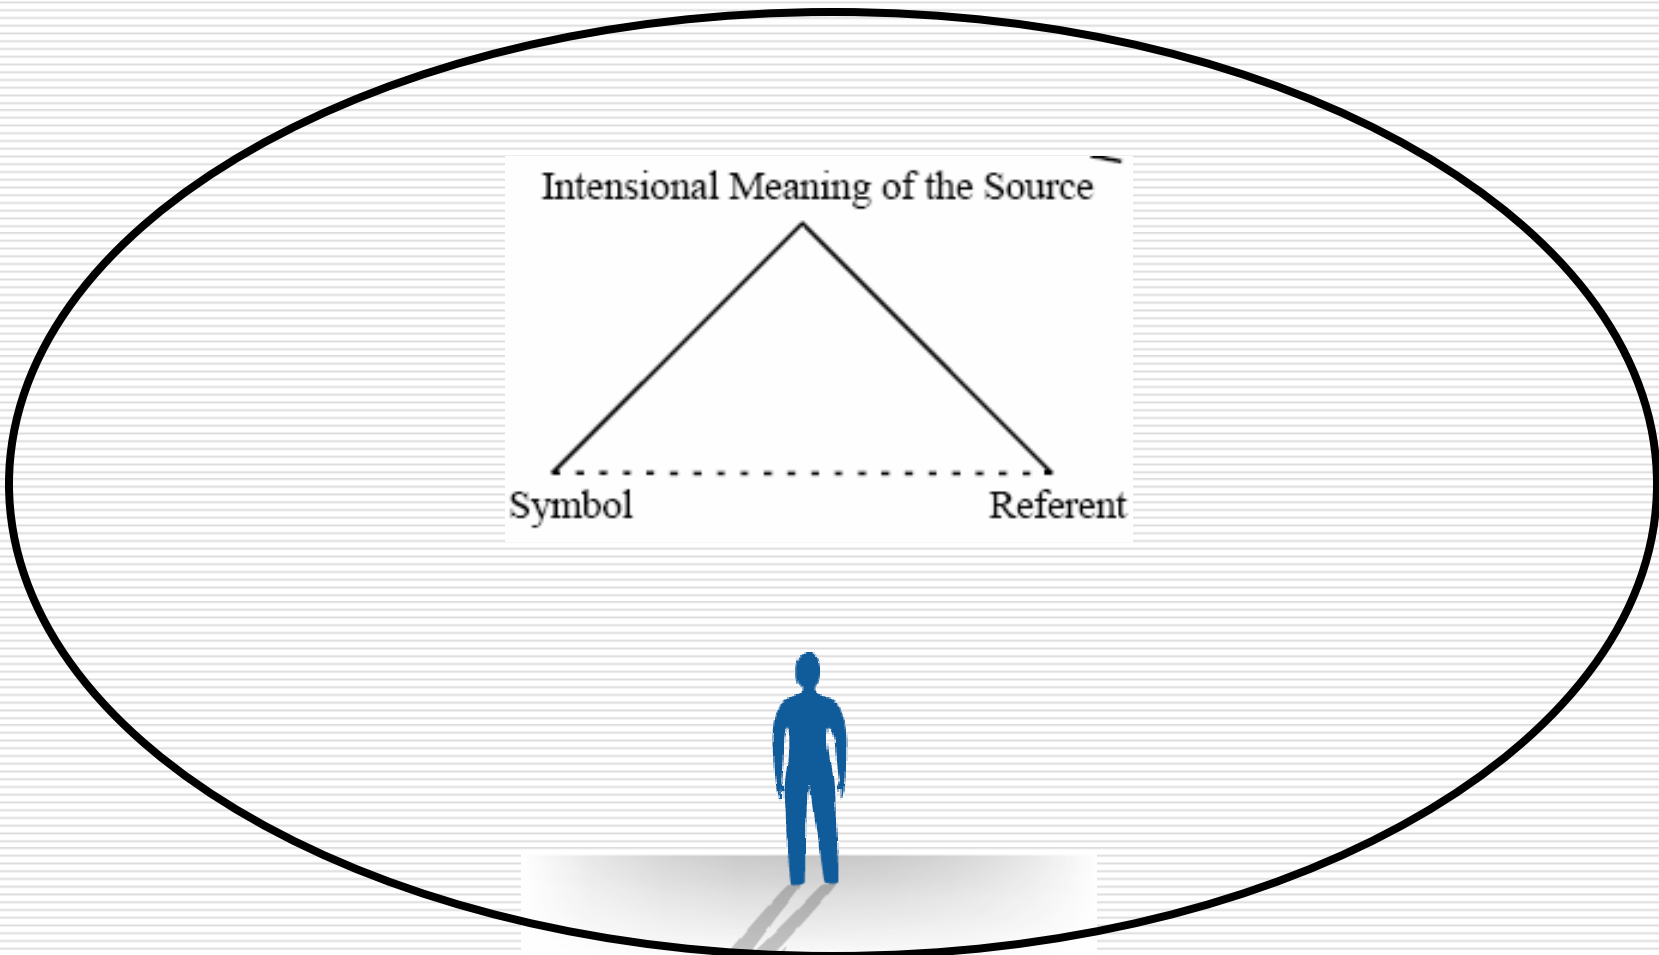 Intensional Meaning of the Source
Symbol
Referent